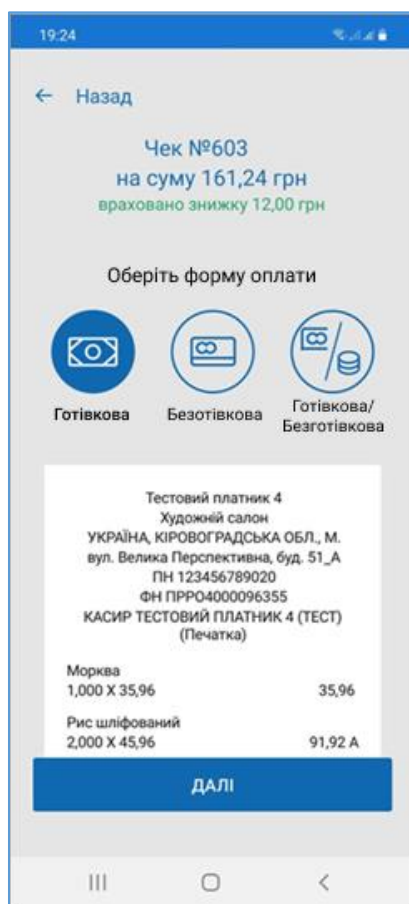 19:24
← Назад
Чек №603
на суму 161,24 грн
враховано знижку 12,00 грн
Оберіть форму оплати
Готівкова
Безотівкова
Готівкова/
Безготівкова
Тестовий платник 4
Художній салон
УКРАЇНА, КІРОВОГРАДСЬКА ОБЛ., М.
вул. Велика Перспективна, буд. 51_А
ПН 123456789020
ФН ПРРО4000096355
КАСИР ТЕСТОВИЙ ПЛАТНИК 4 (ТЕСТ)
(Печатка)
Морква
1,000 X 35,96 35,96
Рис шліфований
2,000 X 45,96 91,92 А
ДАЛІ